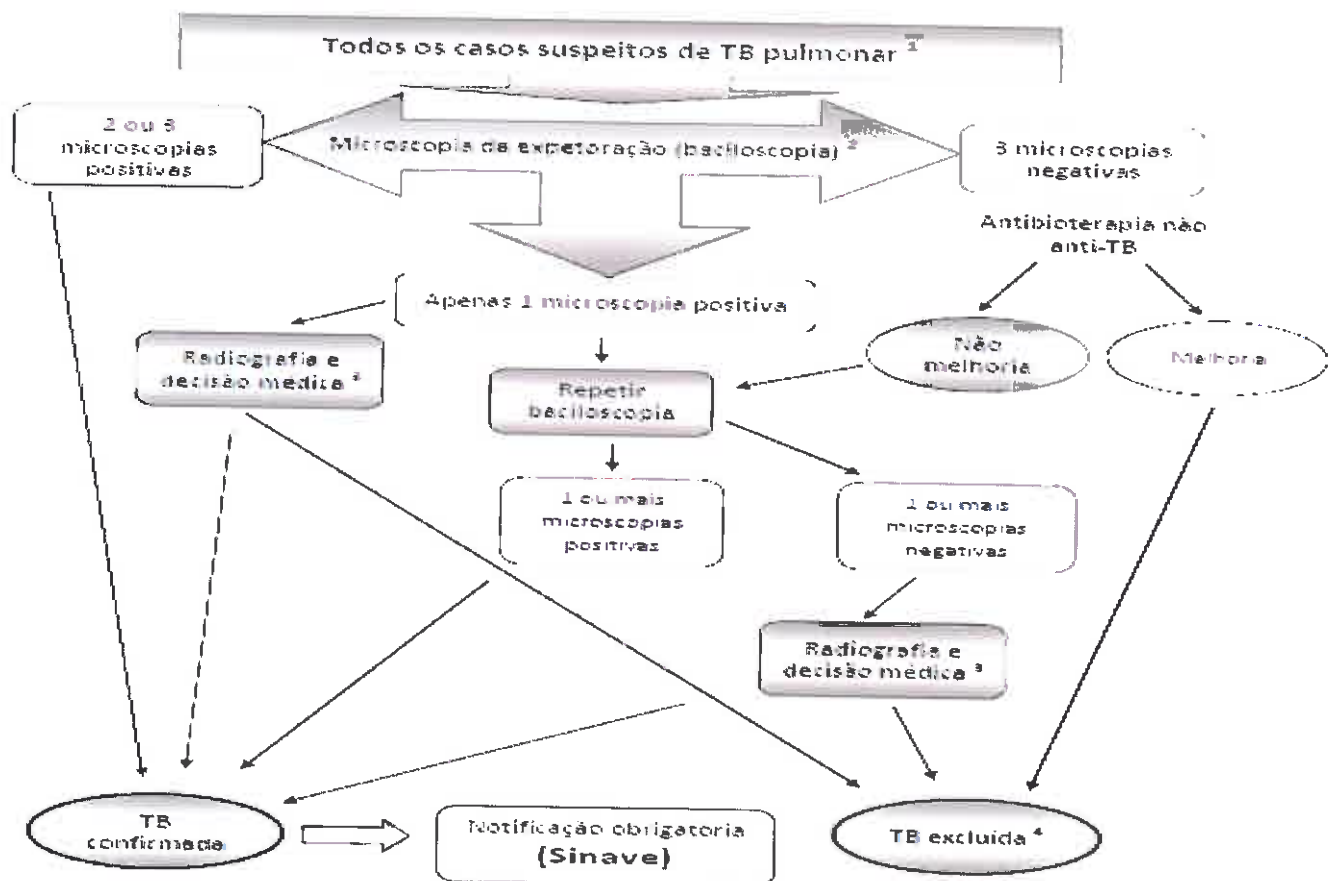 Todos os casos suspeitos de TB pulmonar ¹
2 ou 3
microscopias
positivas
Microscopia da expetoração (baciloscopia) ²
3 microscopias
negativas
Antibioterapia não
anti-TB
Apenas 1 microscopia positiva
Radiografia e
decisão médica ³
Não
melhoria
Melhoria
Repetir
baciloscopia
1 ou mais
microscopias
positivas
1 ou mais
microscopias
negativas
Radiografia e
decisão médica ³
TB
confirmada
Notificação obrigatoria
(Sinave)
TB excluída ⁴